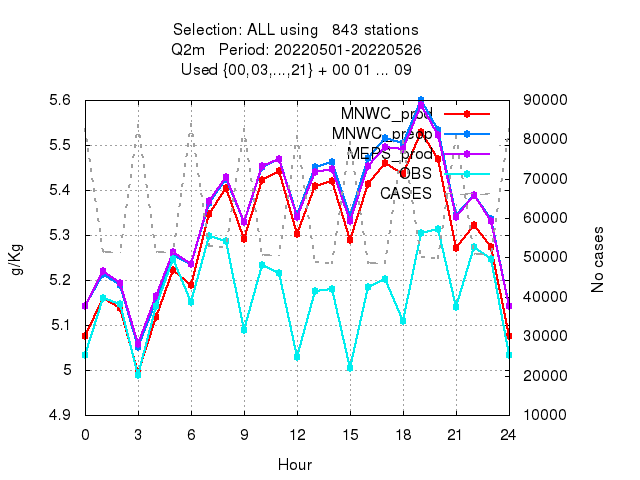 Selection: ALL using 843 stations
Q2m Period: 20220501-20220526
Used {00,03,...,21} + 00 01 ... 09
5.6
5.5
5.4
5.3
5.2
5.1
5
4.9
g/Kg
MNWC_prod
MNWC_preop
MEPS_prod
OBS
CASES
90000
80000
70000
60000
50000
40000
30000
20000
10000
No cases
0 3 6 9 12 15 18 21 24
Hour